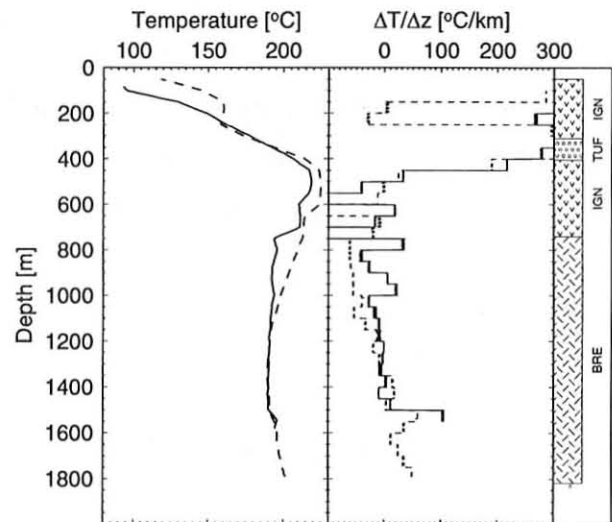 Temperature [°C]
ΔT/Δz [°C/km]
100 150 200
0 100 200 300
0
200
400
600
800
1000
1200
1400
1600
1800
Depth [m]
IGN
TUF
IGN
BRE